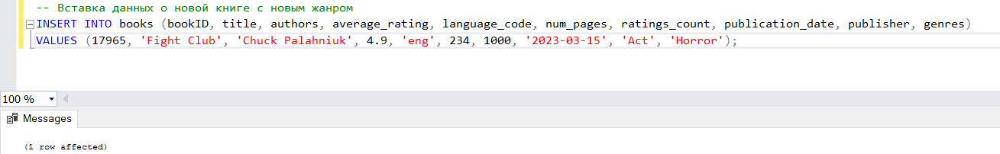 -- Вставка данных о новой книге с новым жанром
INSERT INTO books (bookID, title, authors, average_rating, language_code, num_pages, ratings_count, publication_date, publisher, genres)
VALUES (17965, 'Fight Club', 'Chuck Palahniuk', 4.9, 'eng', 234, 1000, '2023-03-15', 'Act', 'Horror');
100 %
Messages
(1 row affected)